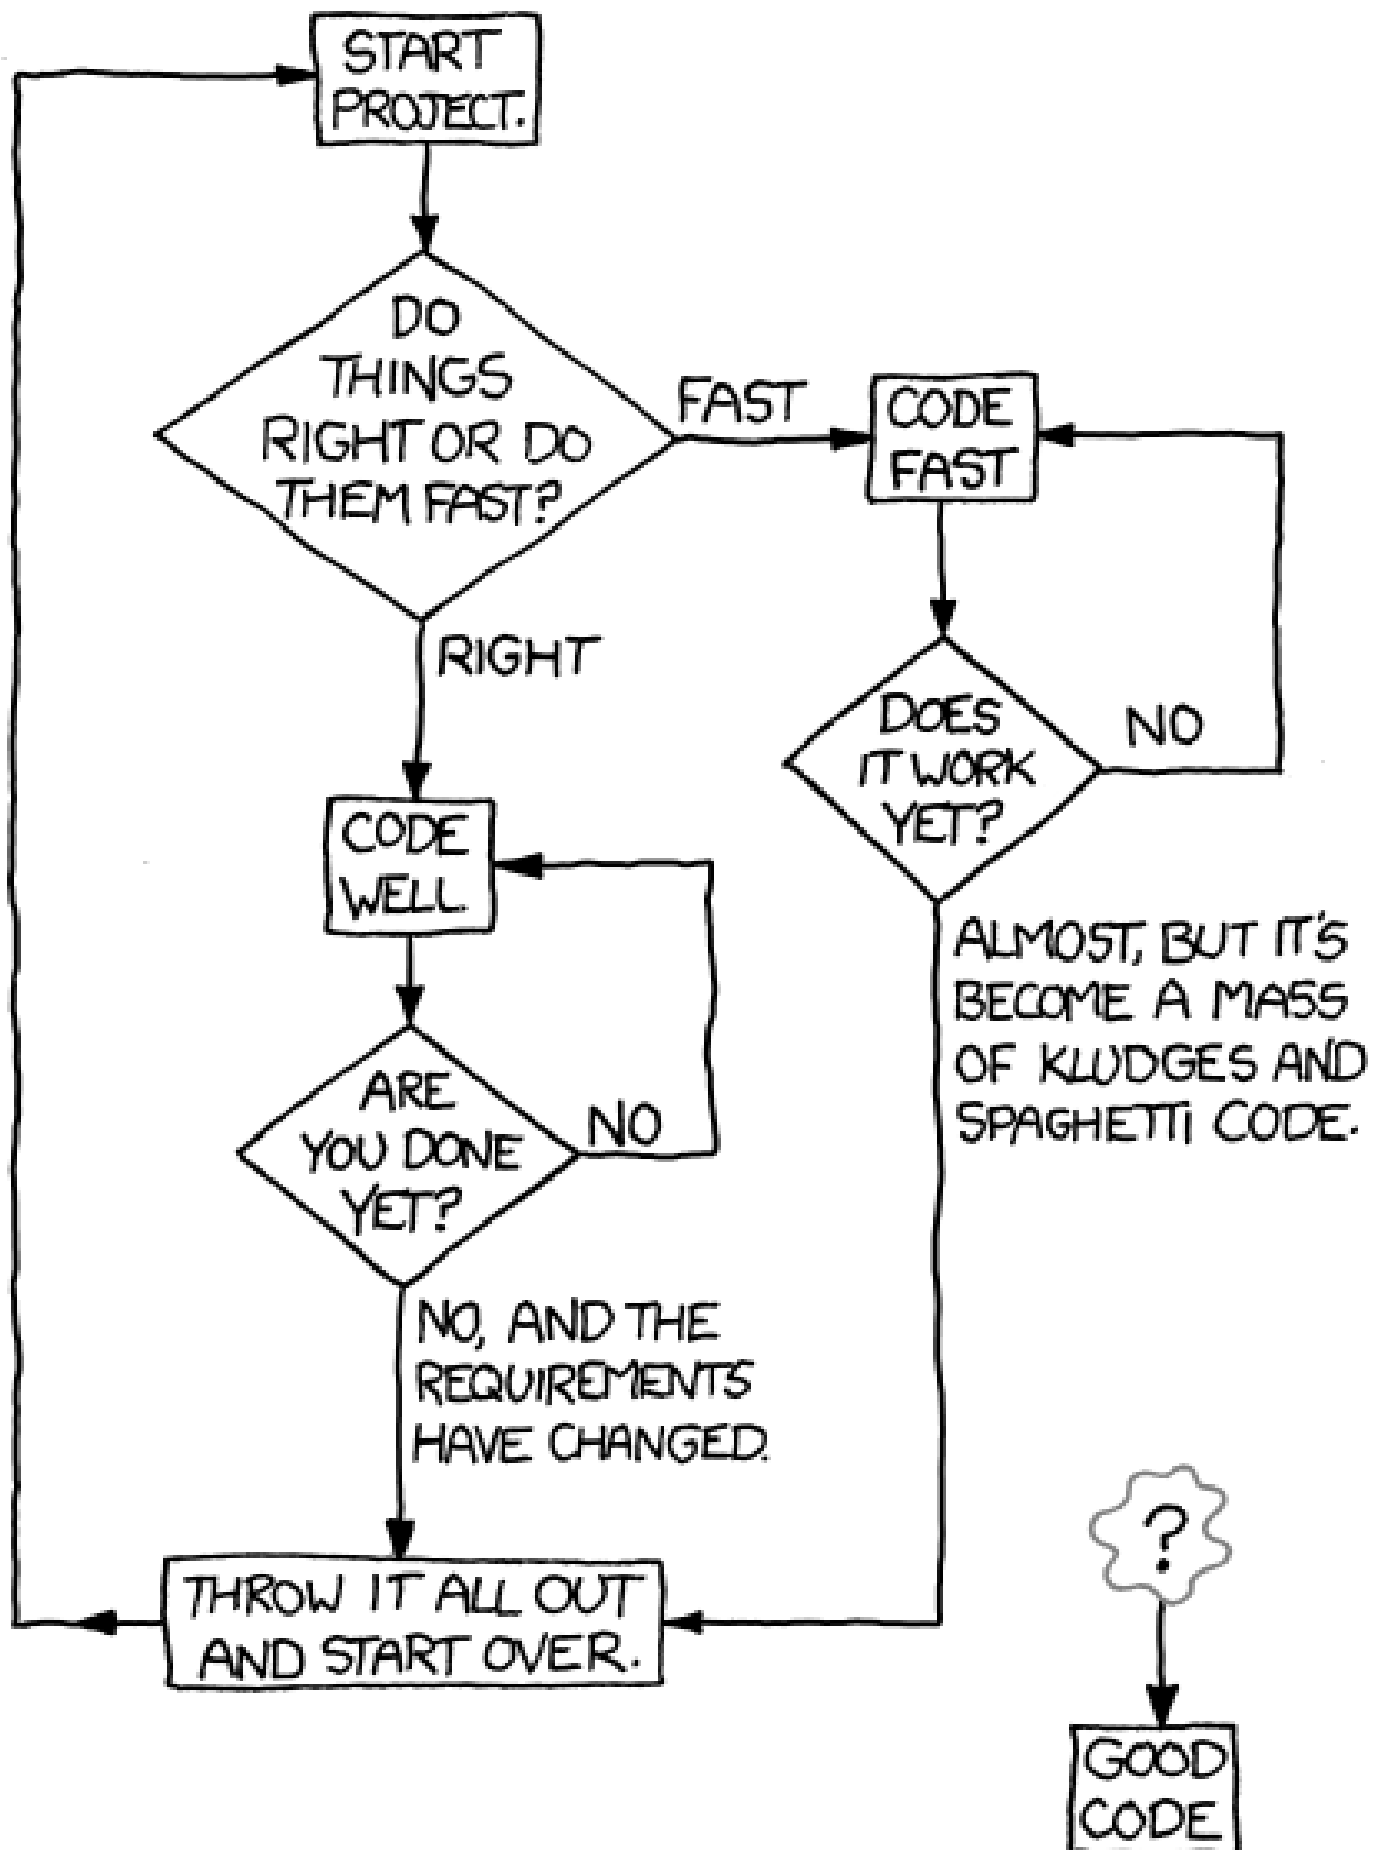 START
PROJECT.
DO
THINGS
RIGHT OR DO
THEM FAST?
FAST
CODE
FAST
RIGHT
DOES
IT WORK
YET?
NO
CODE
WELL.
ALMOST, BUT IT'S
BECOME A MASS
OF KLUDGES AND
SPAGHETTI CODE.
ARE
YOU DONE
YET?
NO
NO, AND THE
REQUIREMENTS
HAVE CHANGED.
THROW IT ALL OUT
AND START OVER.
?
GOOD
CODE